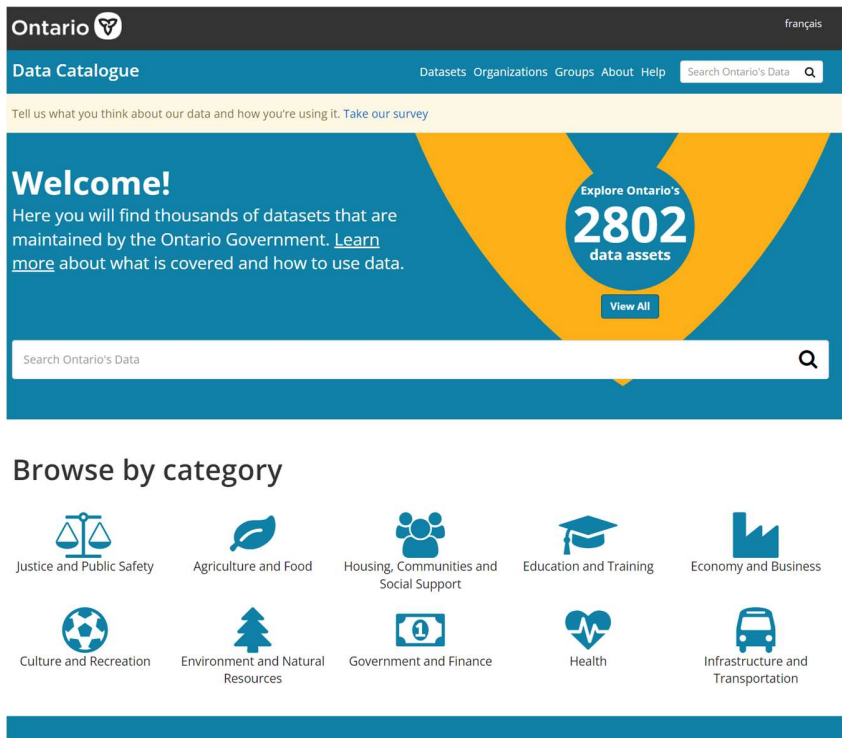 Ontario
français
Data Catalogue
Datasets Organizations Groups About Help
Search Ontario's Data
Tell us what you think about our data and how you're using it. Take our survey
Welcome!
Here you will find thousands of datasets that are
maintained by the Ontario Government. Learn
more about what is covered and how to use data.
Explore Ontario's
2802
data assets
View All
Search Ontario's Data
Browse by category
Justice and Public Safety
Agriculture and Food
Housing, Communities and
Social Support
Education and Training
Economy and Business
Culture and Recreation
Environment and Natural
Resources
1
Government and Finance
Health
Infrastructure and
Transportation